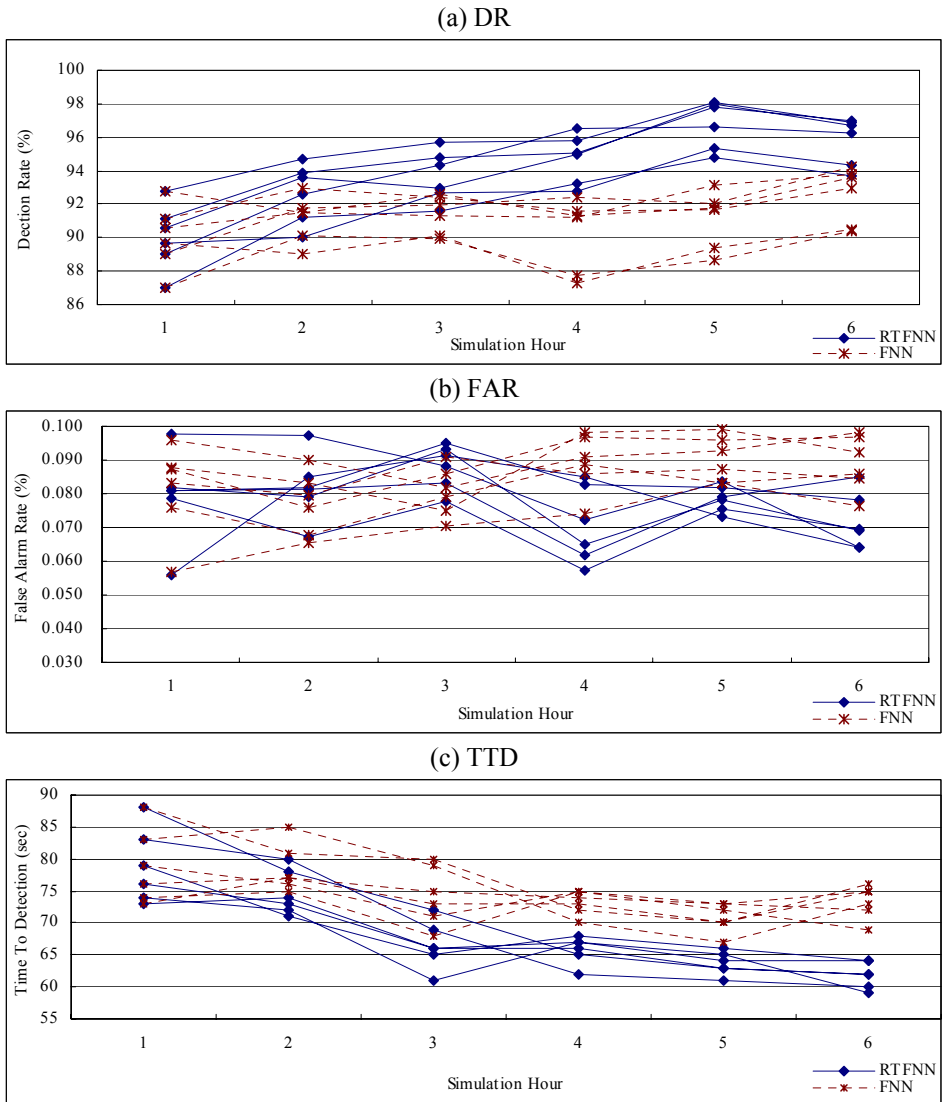 (a) DR
100
98
96
94
92
90
88
86
Dection Rate (%)
1 2 3 4 5 6
Simulation Hour
RTFNN
FNN
(b) FAR
0.100
0.090
0.080
0.070
0.060
0.050
0.040
0.030
False Alarm Rate (%)
1 2 3 4 5 6
Simulation Hour
RTFNN
FNN
(c) TTD
90
85
80
75
70
65
60
55
Time To Detection (sec)
1 2 3 4 5 6
Simulation Hour
RTFNN
FNN